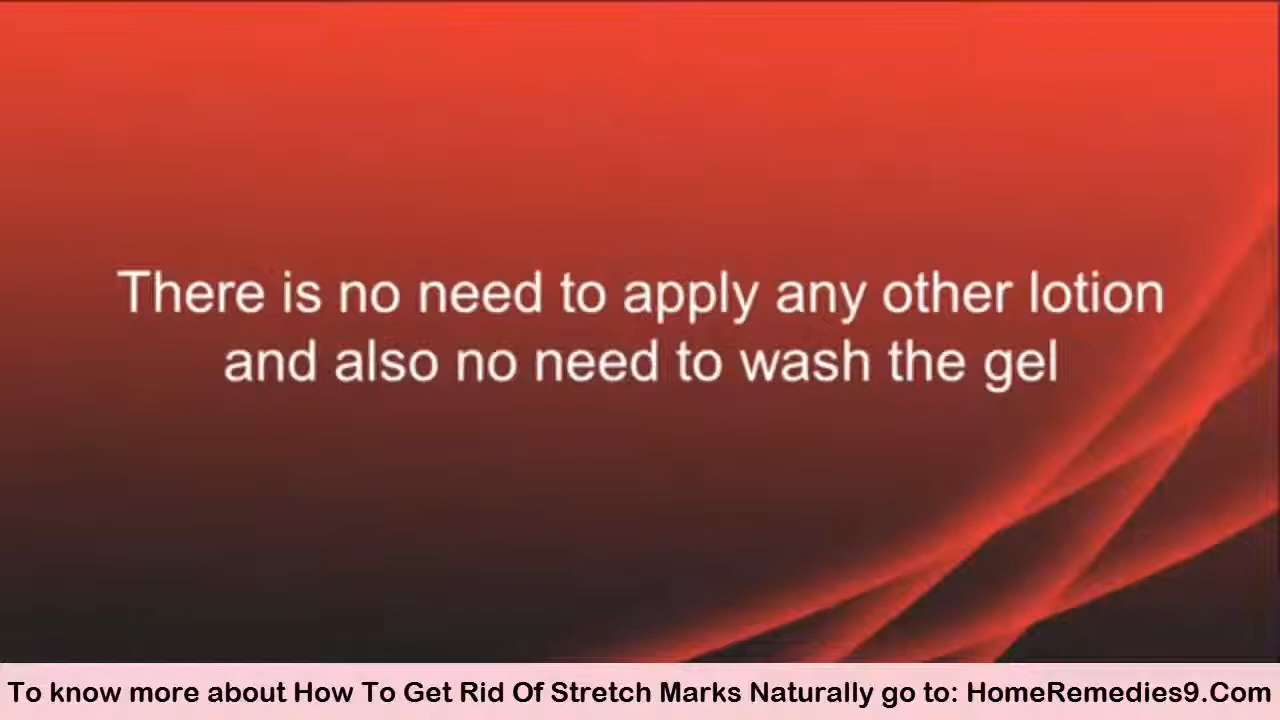 There is no need to apply any other lotion
and also no need to wash the gel
To know more about How To Get Rid Of Stretch Marks Naturally go to: HomeRemedies9.Com